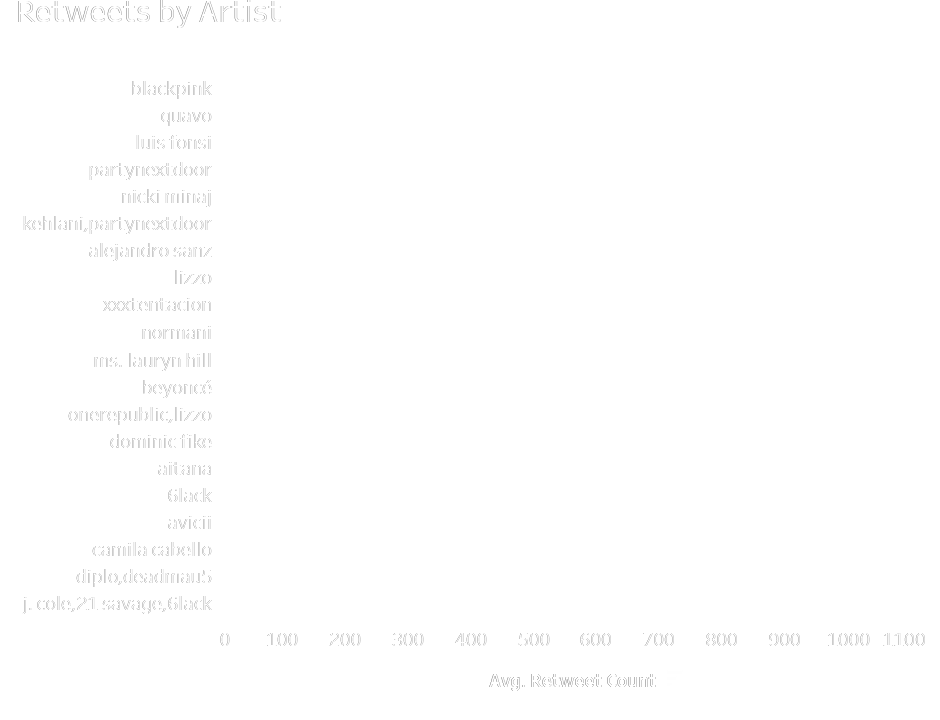 Retweets by Artist
blackpink
quavo
luis fonsi
partynextdoor
nicki minaj
kehlani,partynextdoor
alejandro sanz
lizzo
xxxtentacion
normani
ms. lauryn hill
beyoncé
onerepublic,lizzo
dominic fike
aitana
6lack
avicii
camila cabello
diplo,deadmau5
j. cole,21 savage,6lack
0 100 200 300 400 500 600 700 800 900 1000 1100
Avg. Retweet Count